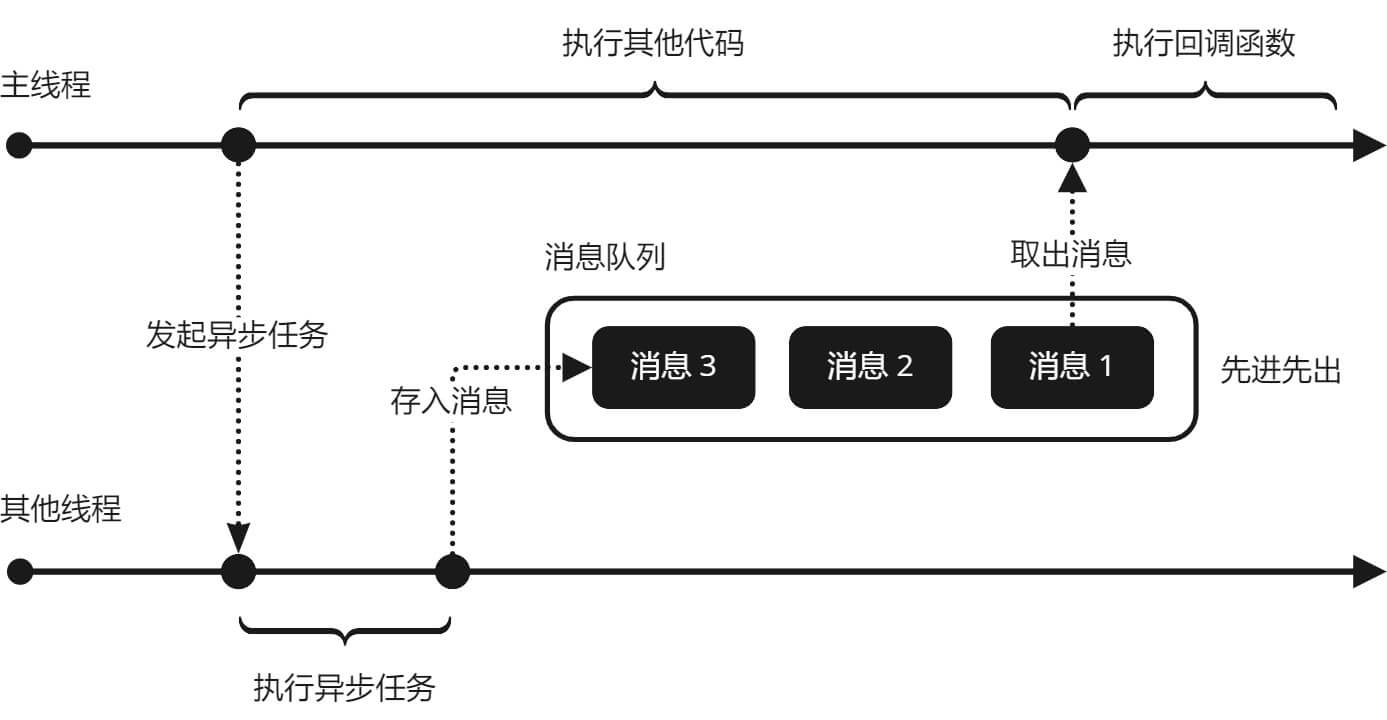 执行其他代码
执行回调函数
主线程
消息队列
取出消息
发起异步任务
消息 3
消息 2
消息 1
先进先出
存入消息
其他线程
执行异步任务